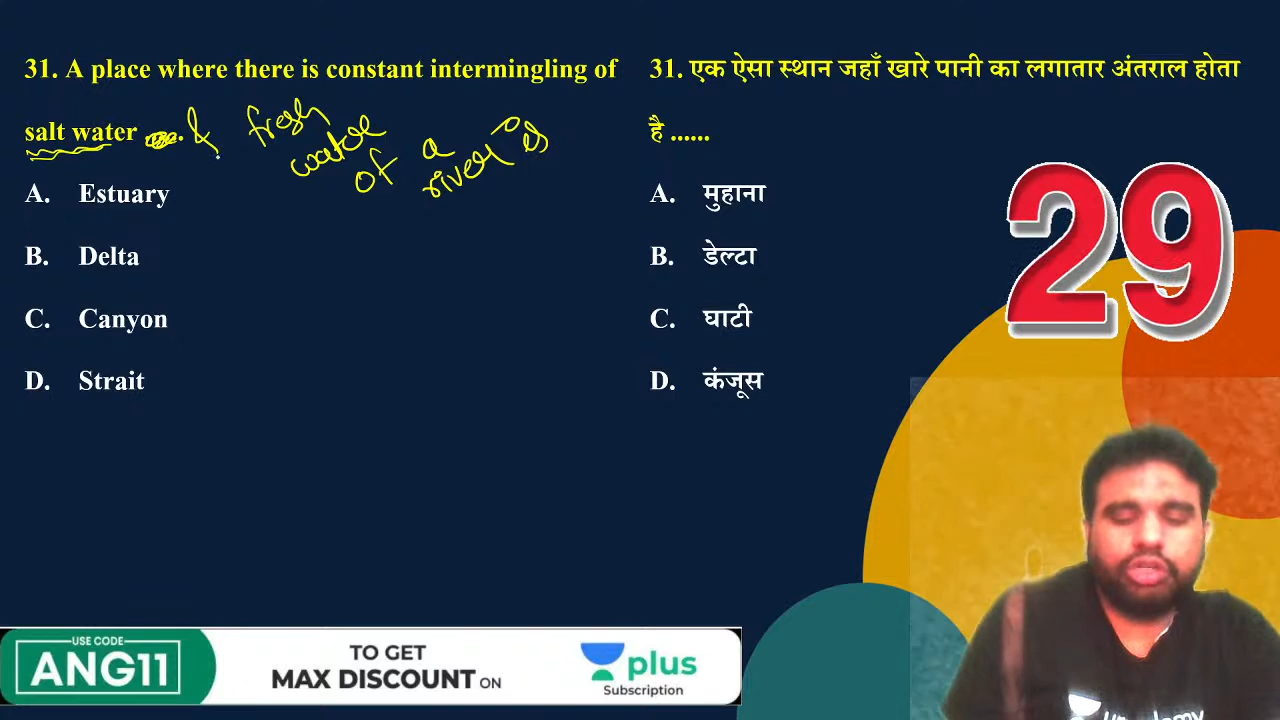 31. A place where there is constant intermingling of
salt water . & fresh water of a river is
A. Estuary
B. Delta
C. Canyon
D. Strait
31. एक ऐसा स्थान जहाँ खारे पानी का लगातार अंतराल होता
है ......
A. मुहाना
B. डेल्टा
C. घाटी
D. कंजूस
29
USE CODE
ANG11
TO GET
MAX DISCOUNT ON
plus
Subscription